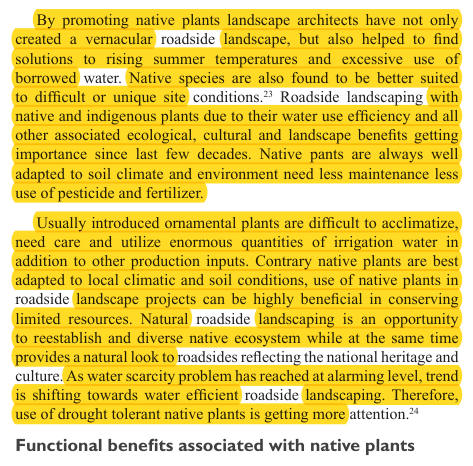 By promoting native plants landscape architects have not only
created a vernacular roadside landscape, but also helped to find
solutions to rising summer temperatures and excessive use of
borrowed water. Native species are also found to be better suited
to difficult or unique site conditions.²³ Roadside landscaping with
native and indigenous plants due to their water use efficiency and all
other associated ecological, cultural and landscape benefits getting
importance since last few decades. Native pants are always well
adapted to soil climate and environment need less maintenance less
use of pesticide and fertilizer.
Usually introduced ornamental plants are difficult to acclimatize,
need care and utilize enormous quantities of irrigation water in
addition to other production inputs. Contrary native plants are best
adapted to local climatic and soil conditions, use of native plants in
roadside landscape projects can be highly beneficial in conserving
limited resources. Natural roadside landscaping is an opportunity
to reestablish and diverse native ecosystem while at the same time
provides a natural look to roadsides reflecting the national heritage and
culture. As water scarcity problem has reached at alarming level, trend
is shifting towards water efficient roadside landscaping. Therefore,
use of drought tolerant native plants is getting more attention.²⁴
Functional benefits associated with native plants